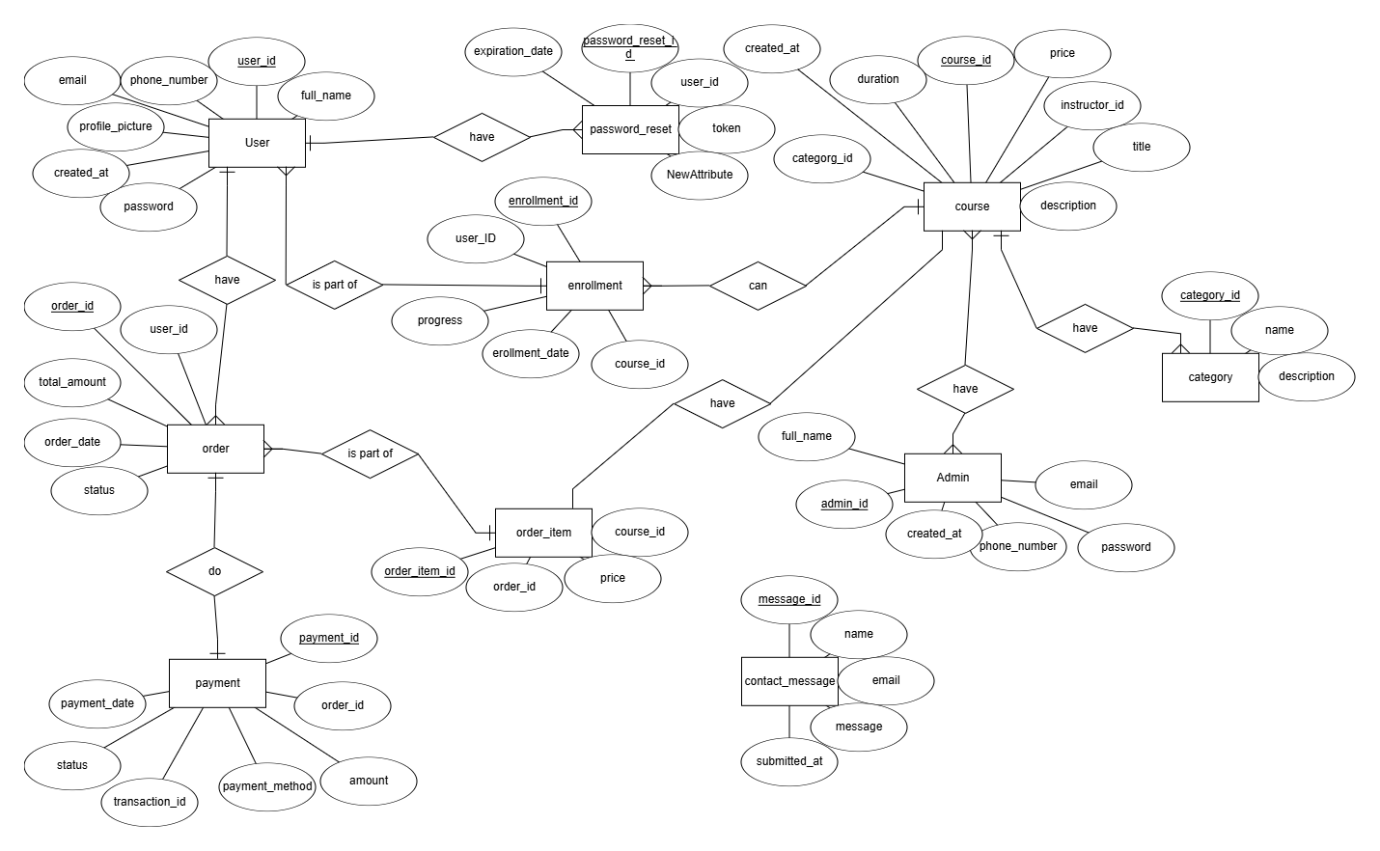 created_at
password_reset_i
d
expiration_date
course_id
price
user_id
email
phone_number
duration
user_id
full_name
instructor_id
profile_picture
password_reset
token
User
have
title
categorg_id
created_at
NewAttribute
enrollment_id
password
course
description
user_ID
have
is part of
enrollment
can
category_id
order_id
user_id
progress
name
have
erollment_date
course_id
total_amount
category
description
have
have
full_name
order_date
order
is part of
Admin
email
status
admin_id
order_item
course_id
created_at
phone_number
password
do
order_item_id
order_id
price
message_id
payment_id
name
payment
contact_message
email
payment_date
order_id
message
status
submitted_at
transaction_id
payment_method
amount